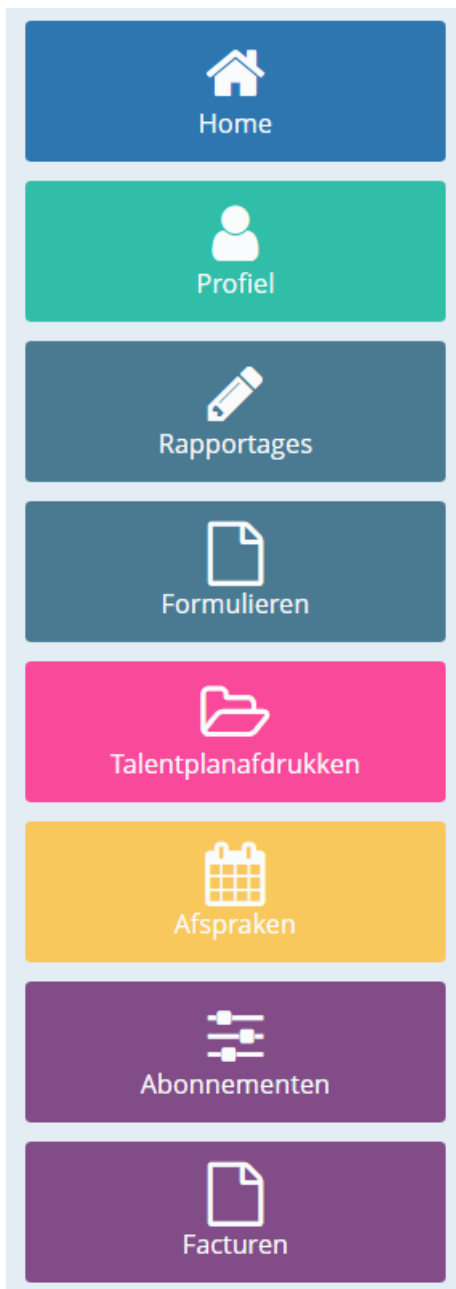 Home
Profiel
Rapportages
Formulieren
Talentplanafdrukken
Afspraken
Abonnementen
Facturen